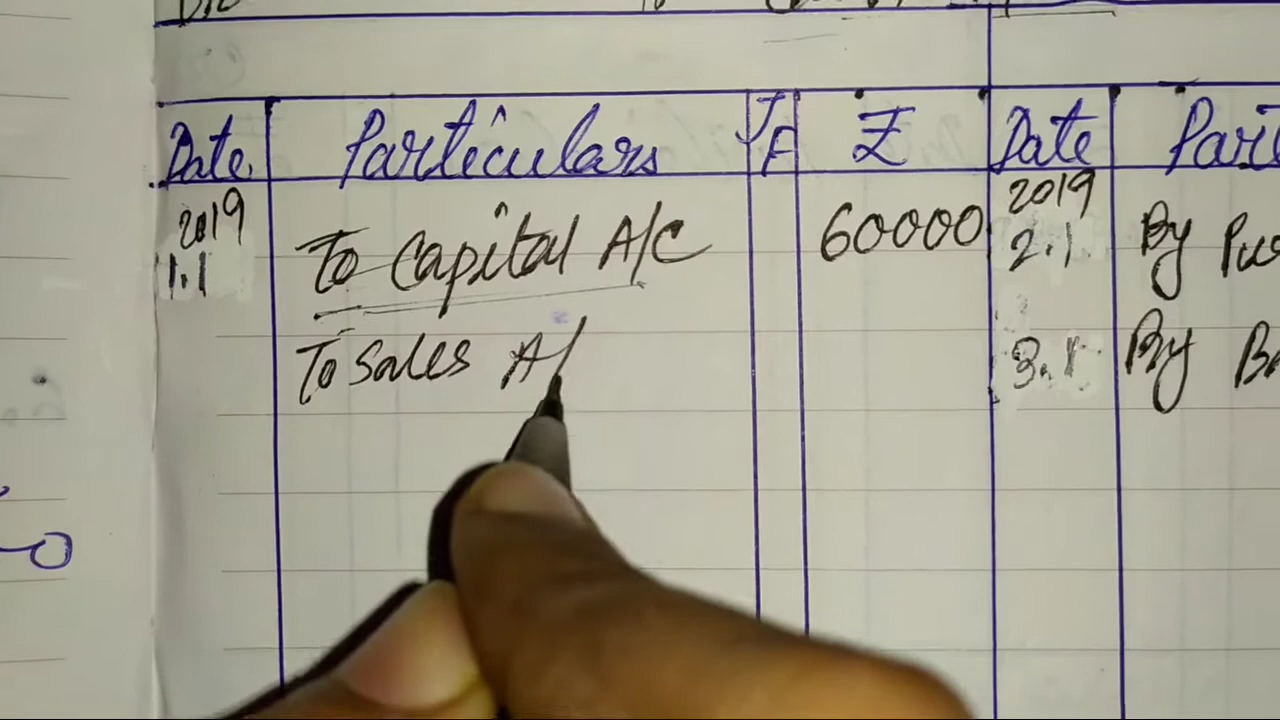 Date Particulars J F ₹ Date
2019 To Capital A/C 60000 2019
1.1 2.1 By
To Sales A/ 3.1 By